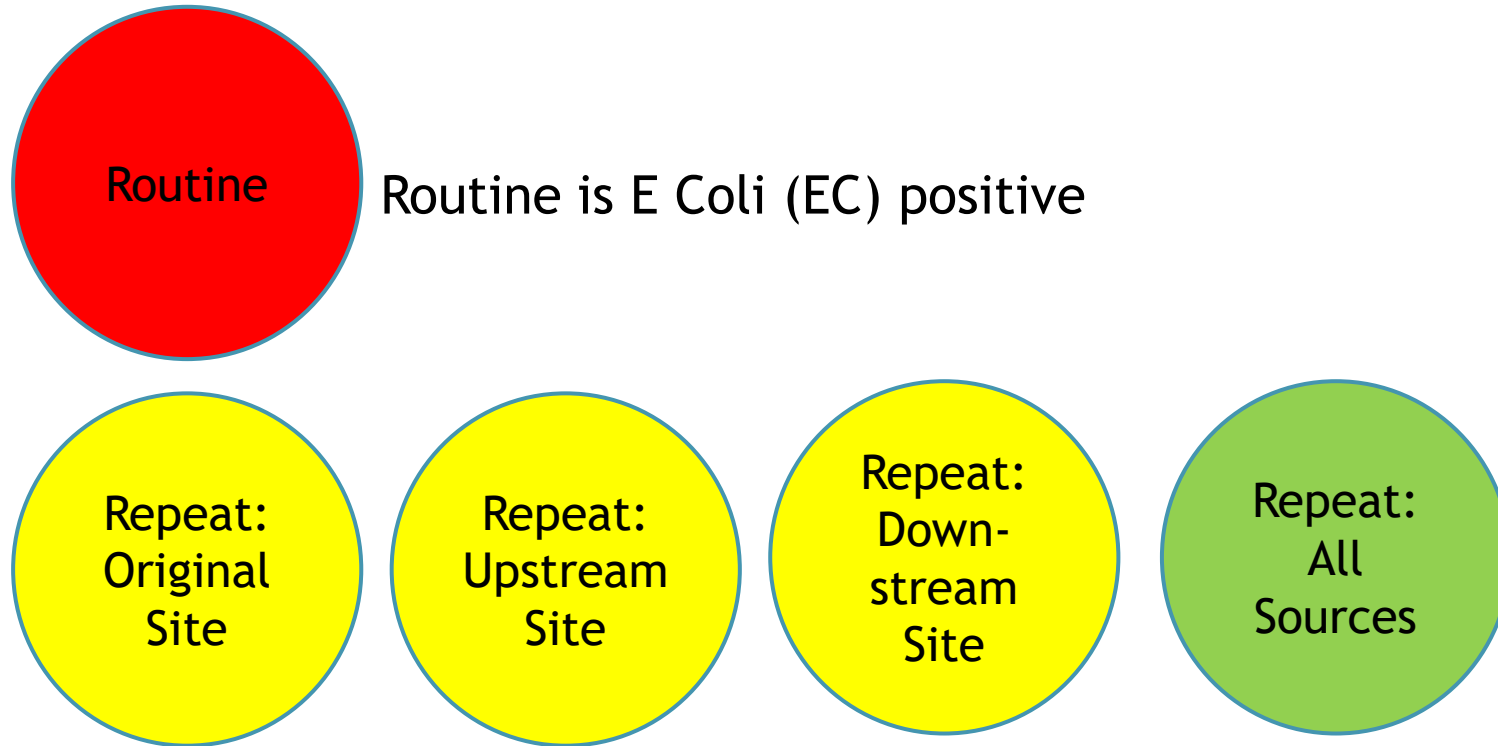 Routine
Routine is E Coli (EC) positive
Repeat:
Original
Site
Repeat:
Upstream
Site
Repeat:
Down-
stream
Site
Repeat:
All
Sources